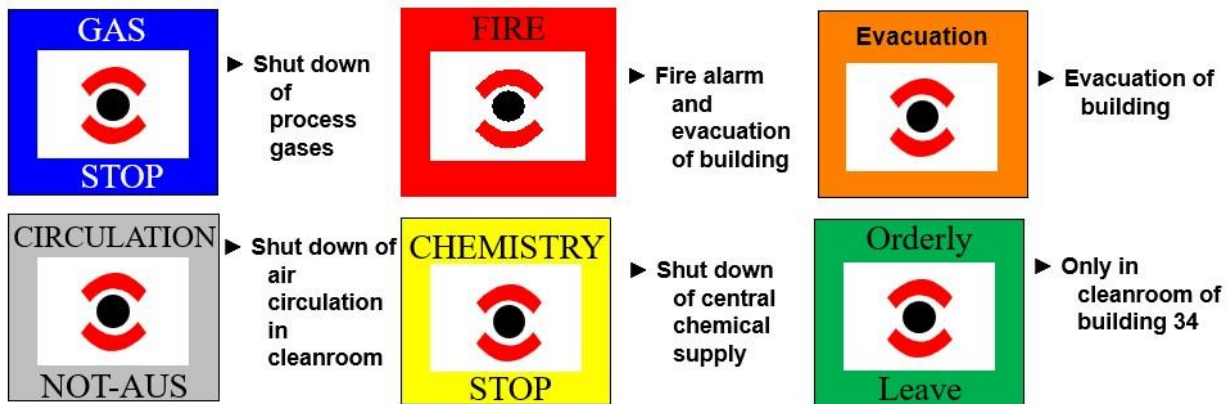 GAS
STOP
► Shut down
of
process
gases
FIRE
► Fire alarm
and
evacuation
of building
Evacuation
► Evacuation of
building
CIRCULATION
NOT-AUS
► Shut down of
air
circulation
in
cleanroom
CHEMISTRY
STOP
► Shut down
of central
chemical
supply
Orderly
Leave
► Only in
cleanroom of
building 34